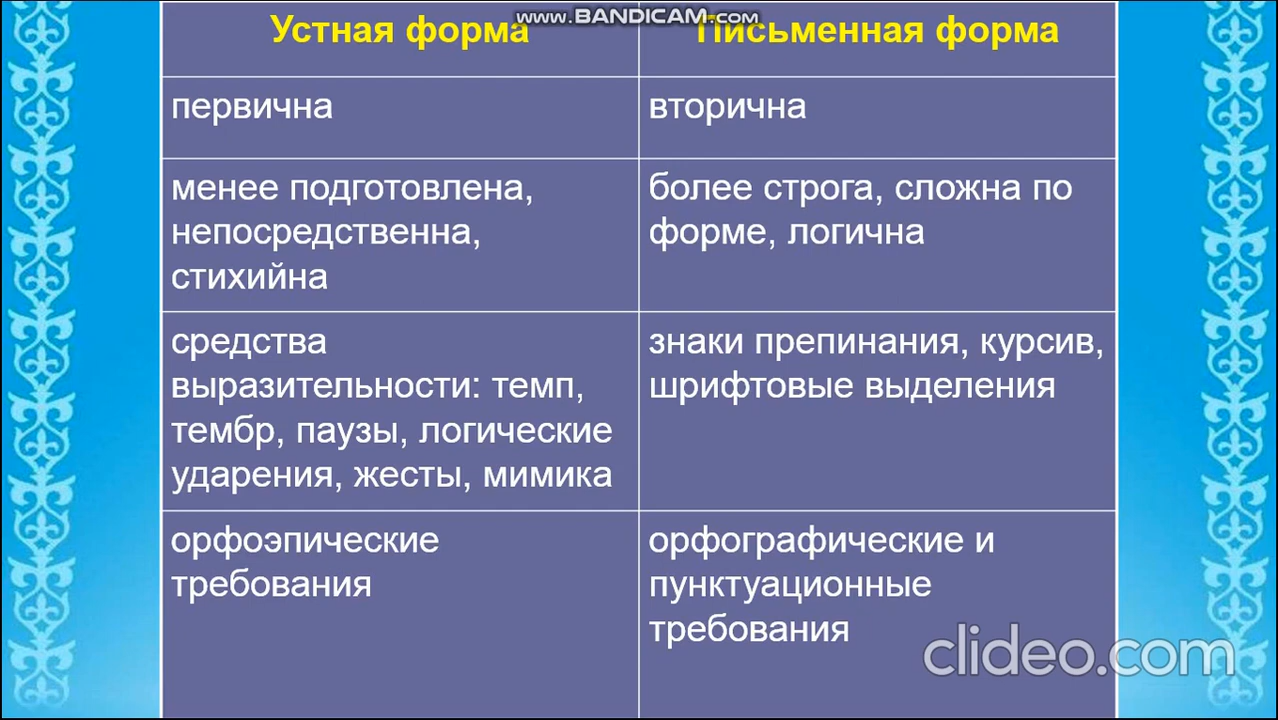 www.BANDICAM.com
Устная форма
Письменная форма
первична
вторична
менее подготовлена,
непосредственна,
стихийна
более строга, сложна по
форме, логична
средства
выразительности: темп,
тембр, паузы, логические
ударения, жесты, мимика
знаки препинания, курсив,
шрифтовые выделения
орфоэпические
требования
орфографические и
пунктуационные
требования
clideo.com